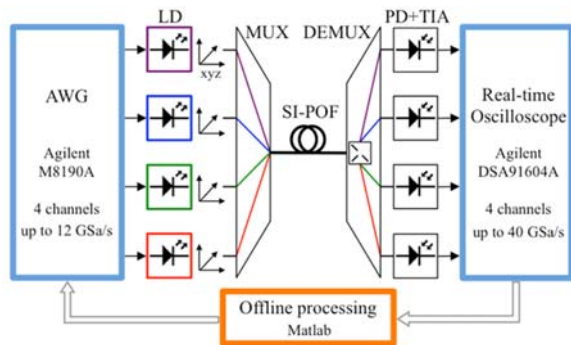 LD
MUX
DEMUX
PD+TIA
xyz
SI-POF
AWG
Agilent
M8190A
4 channels
up to 12 GSa/s
Real-time
Oscilloscope
Agilent
DSA91604A
4 channels
up to 40 GSa/s
Offline processing
Matlab